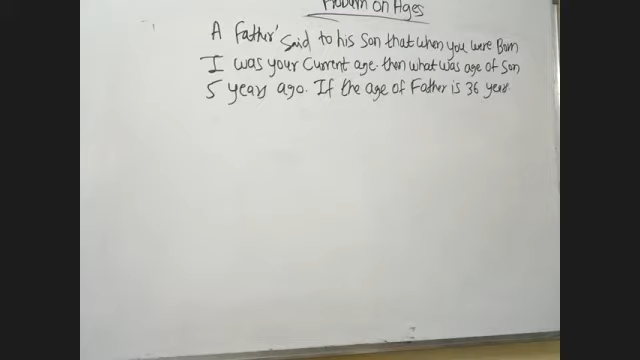 Problem on Ages
A Father' Said to his Son that when you were Born
I was your Current age. then what was age of Son
5 years ago. If the age of Father is 36 year.